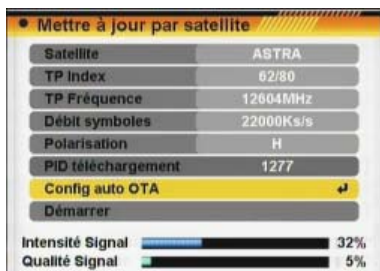 Mettre à jour par satellite
Satellite ASTRA
TP Index 62/80
TP Fréquence 12604MHz
Débit symboles 22000Ks/s
Polarisation H
PID téléchargement 1277
Config auto OTA
Démarrer
Intensité Signal 32%
Qualité Signal 5%